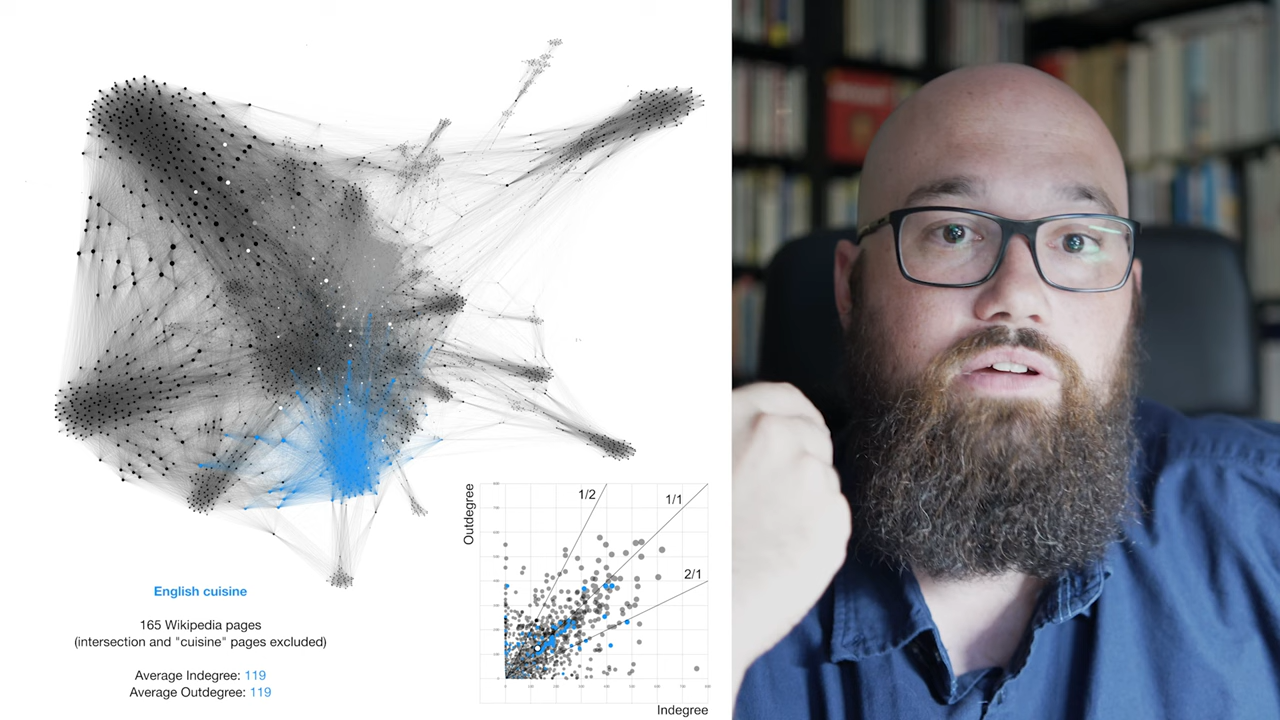 Outdegree
1/2
1/1
2/1
English cuisine
165 Wikipedia pages
(intersection and "cuisine" pages excluded)
Average Indegree: 119
Average Outdegree: 119
Indegree